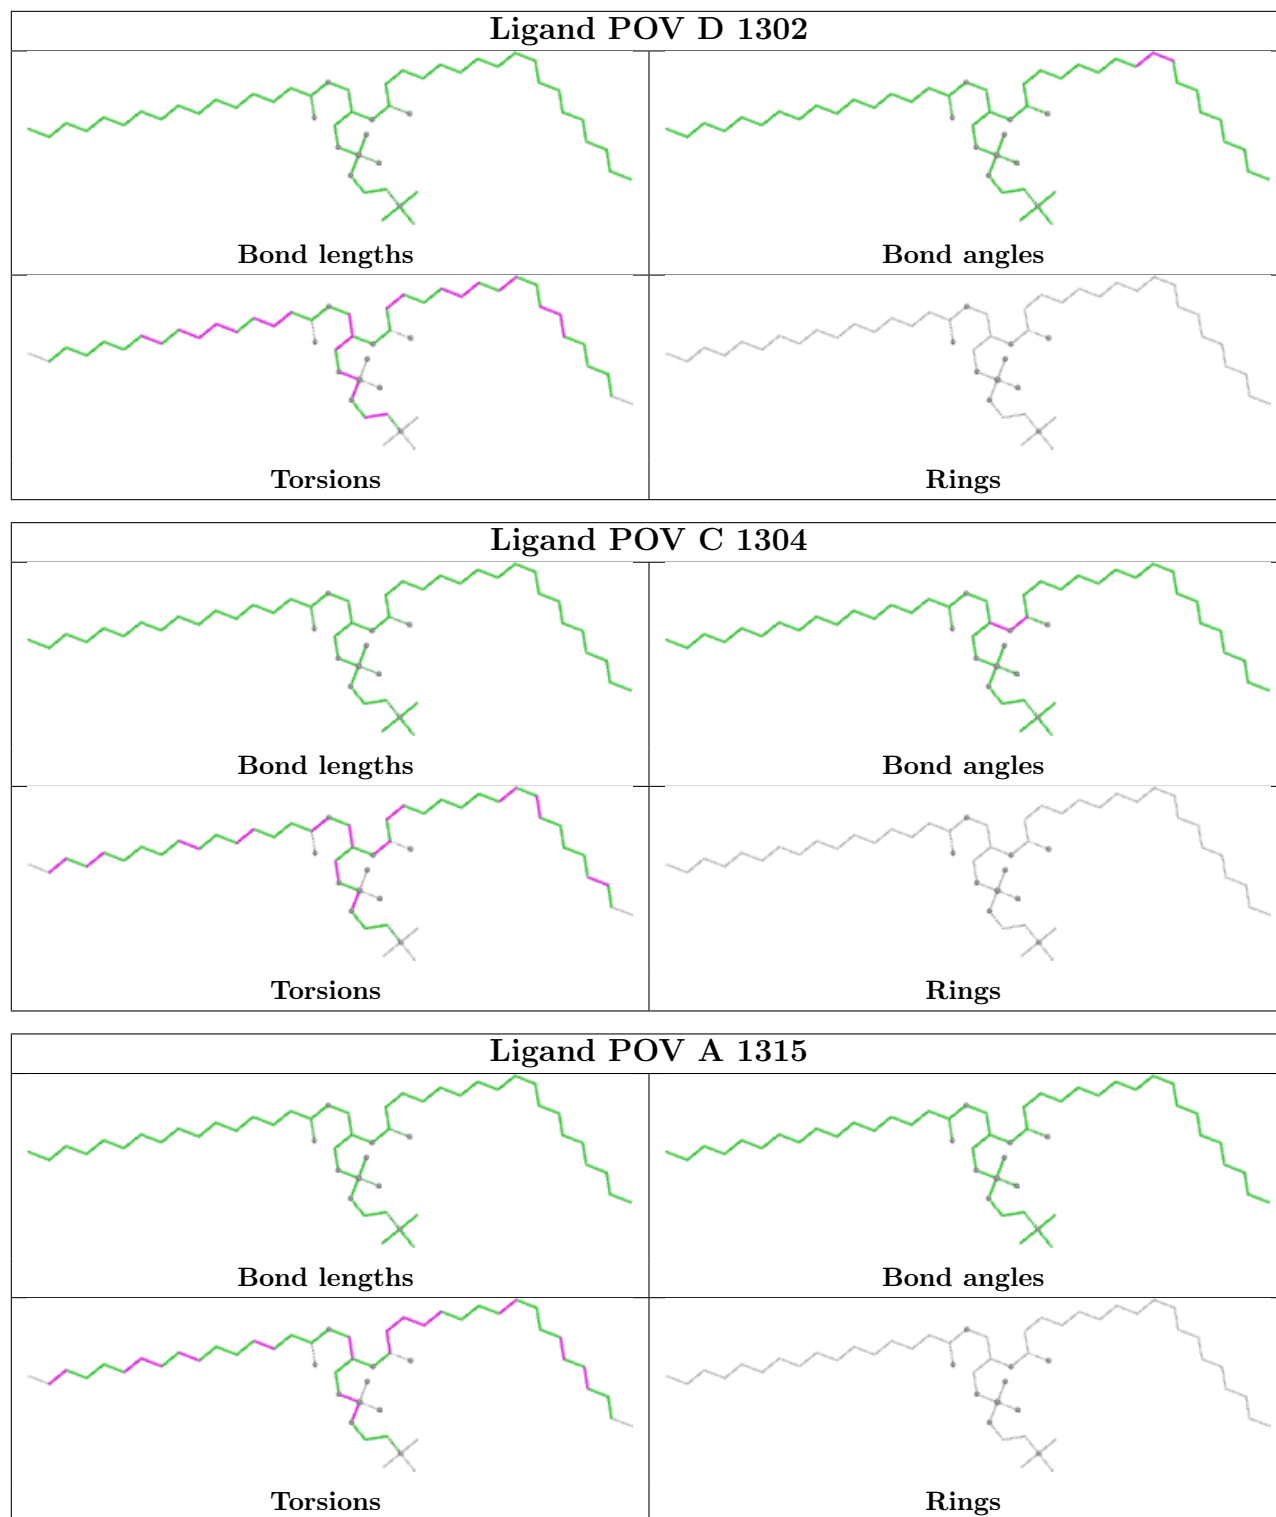 Ligand POV D 1302
Bond lengths
Bond angles
Torsions
Rings
Ligand POV C 1304
Bond lengths
Bond angles
Torsions
Rings
Ligand POV A 1315
Bond lengths
Bond angles
Torsions
Rings